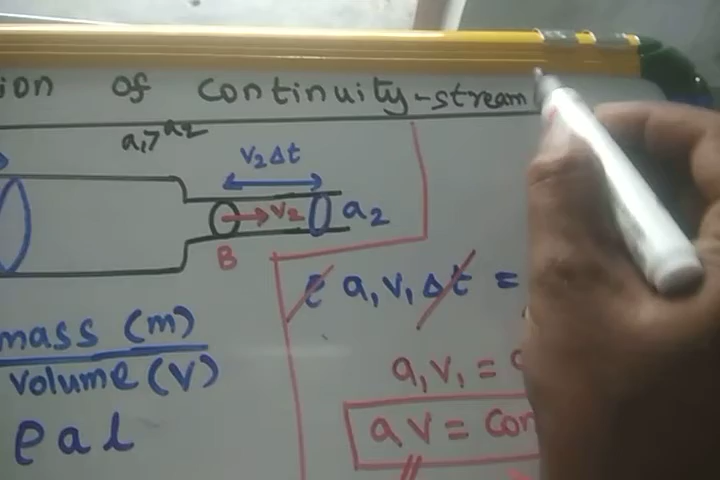 ion of continuity-stream
a₁>a₂
V₂Δt
V₂
a₂
B
ρ a₁v₁Δt =
mass (m)
volume (V)
a₁v₁ =
av = con
ρal